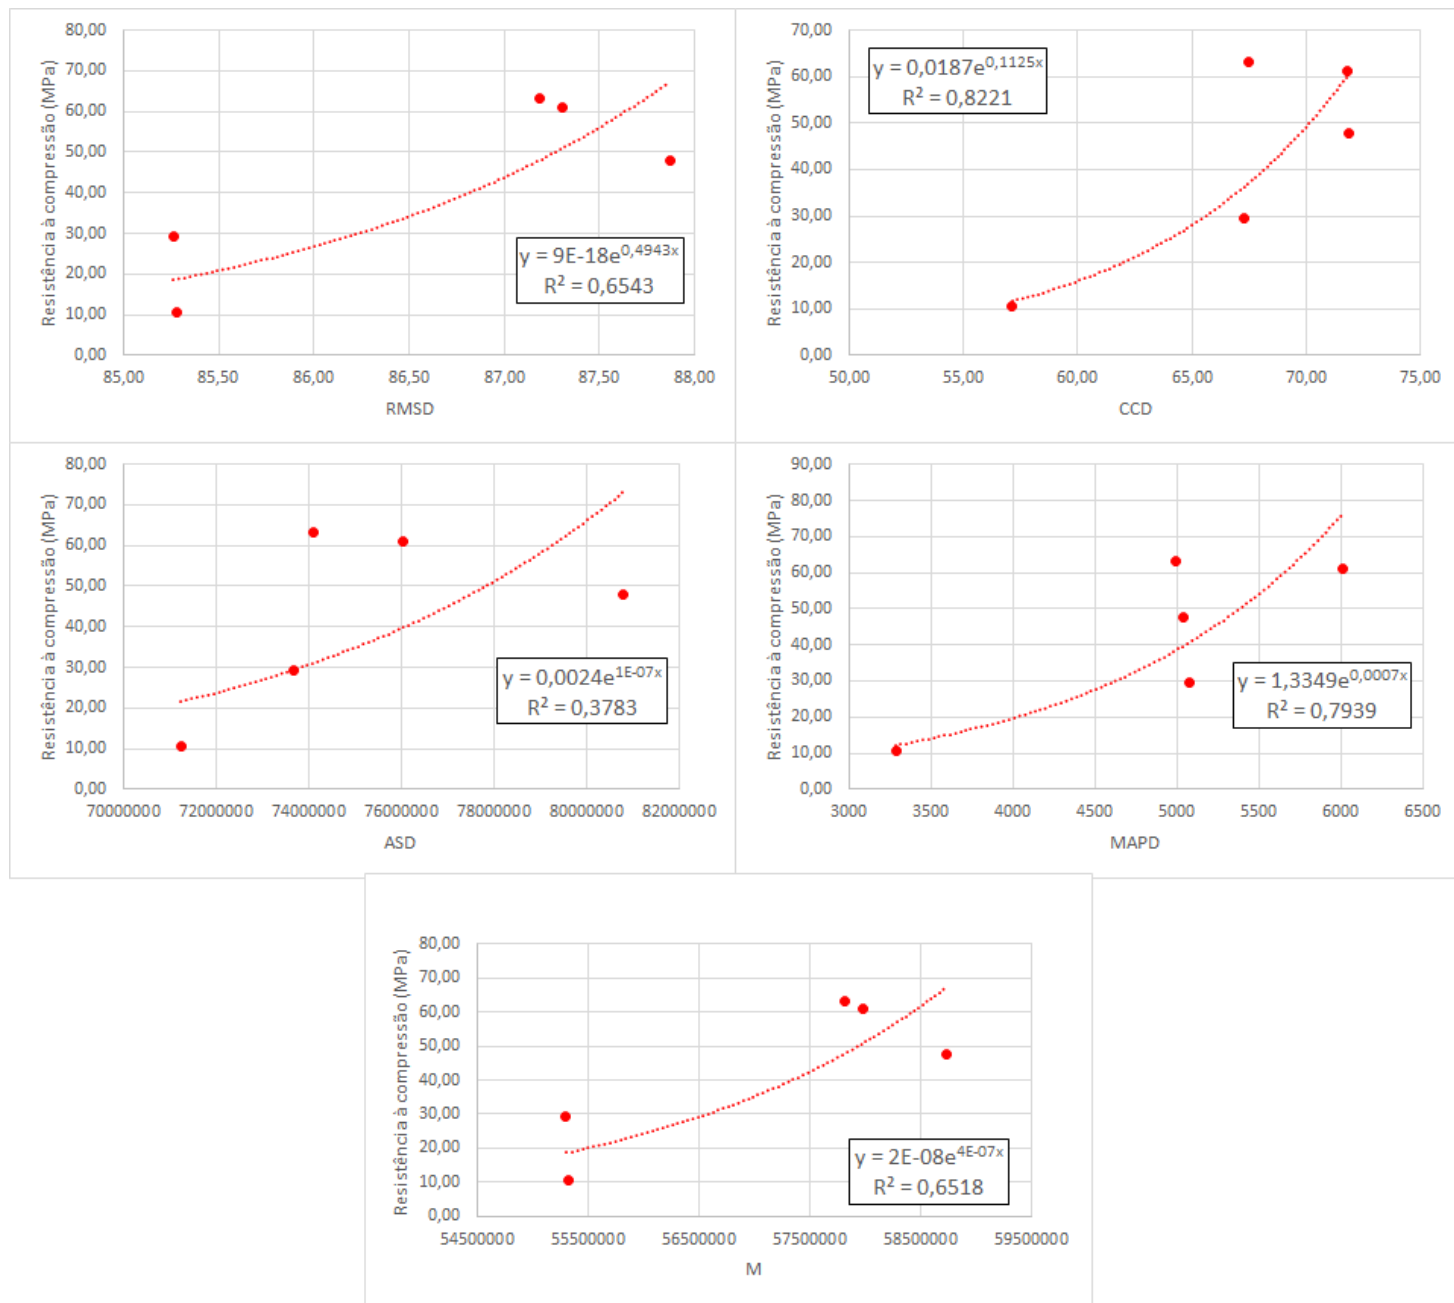 80,00
70,00
60,00
50,00
40,00
30,00
20,00
10,00
0,00
Resistência à compressão (MPa)
y = 9E-18e^0,4943x
R² = 0,6543
85,00 85,50 86,00 86,50 87,00 87,50 88,00
RMSD
70,00
60,00
50,00
40,00
30,00
20,00
10,00
0,00
Resistência à compressão (MPa)
y = 0,0187e^0,1125x
R² = 0,8221
50,00 55,00 60,00 65,00 70,00 75,00
CCD
80,00
70,00
60,00
50,00
40,00
30,00
20,00
10,00
0,00
Resistência à compressão (MPa)
y = 0,0024e^1E-07x
R² = 0,3783
70000000 72000000 74000000 76000000 78000000 80000000 82000000
ASD
90,00
80,00
70,00
60,00
50,00
40,00
30,00
20,00
10,00
0,00
Resistência à compressão (MPa)
y = 1,3349e^0,0007x
R² = 0,7939
3000 3500 4000 4500 5000 5500 6000 6500
MAPD
80,00
70,00
60,00
50,00
40,00
30,00
20,00
10,00
0,00
Resistência à compressão (MPa)
y = 2E-08e^4E-07x
R² = 0,6518
54500000 55500000 56500000 57500000 58500000 59500000
M